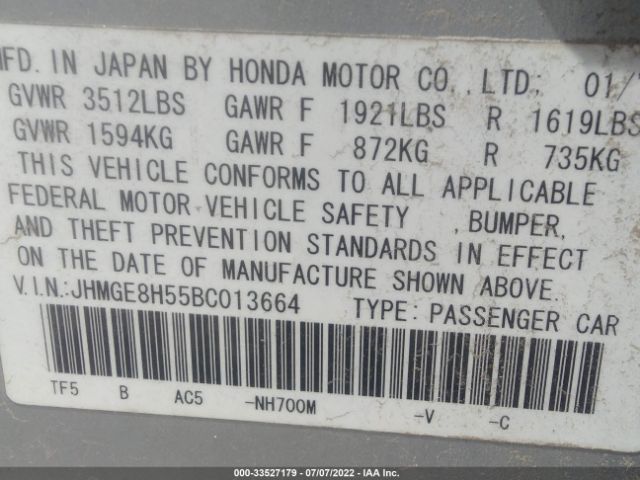 MFD. IN JAPAN BY HONDA MOTOR CO.,LTD. 01/
GVWR 3512LBS GAWR F 1921LBS R 1619LBS
GVWR 1594KG GAWR F 872KG R 735KG
THIS VEHICLE CONFORMS TO ALL APPLICABLE
FEDERAL MOTOR VEHICLE SAFETY , BUMPER,
AND THEFT PREVENTION STANDARDS IN EFFECT
ON THE DATE OF MANUFACTURE SHOWN ABOVE.
V.I.N.:JHMGE8H55BC013664 TYPE: PASSENGER CAR
TF5 B AC5 -NH700M -V -C
000-33527179 - 07/07/2022 - IAA Inc.